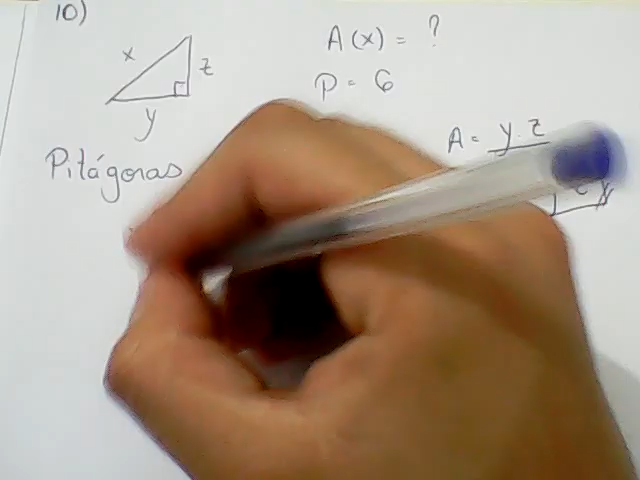 10)
x
z
y
A(x) = ?
P = 6
A = y . z
Pitágoras